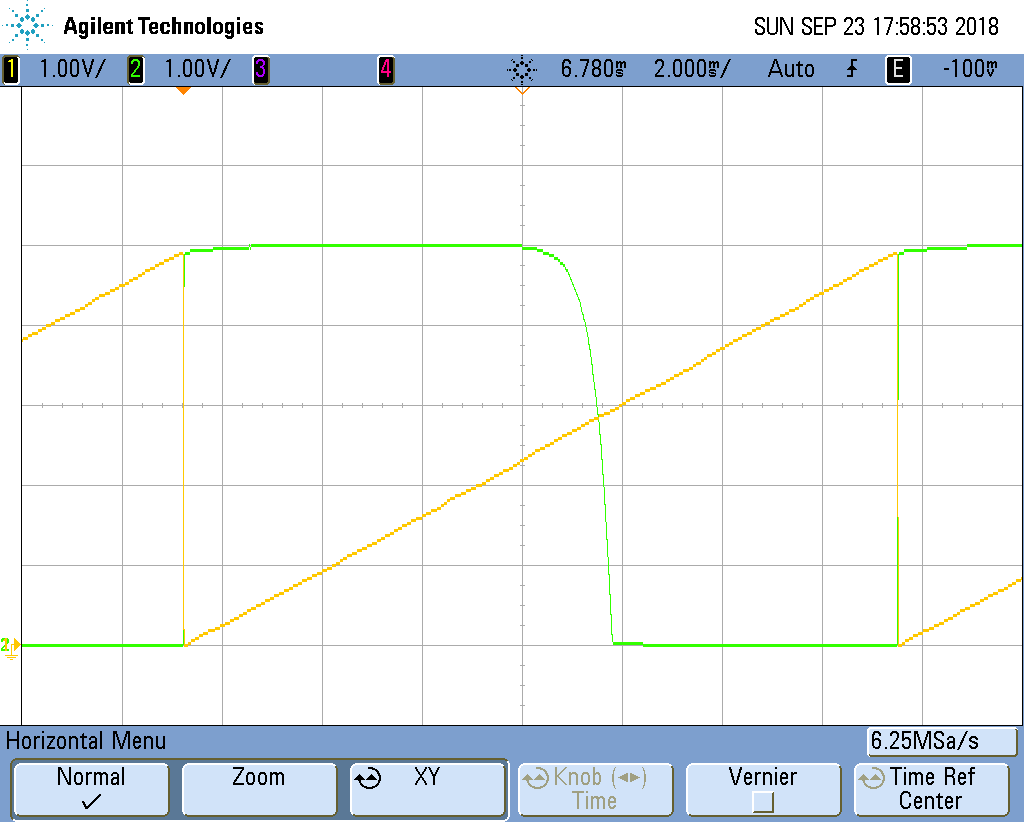 Agilent Technologies SUN SEP 23 17:58:53 2018
1 1.00V/ 2 1.00V/ 3 4 6.780ms 2.000ms/ Auto E -100mV
2
Horizontal Menu 6.25MSa/s
Normal Zoom XY Knob (◄►) Time Vernier Time Ref Center